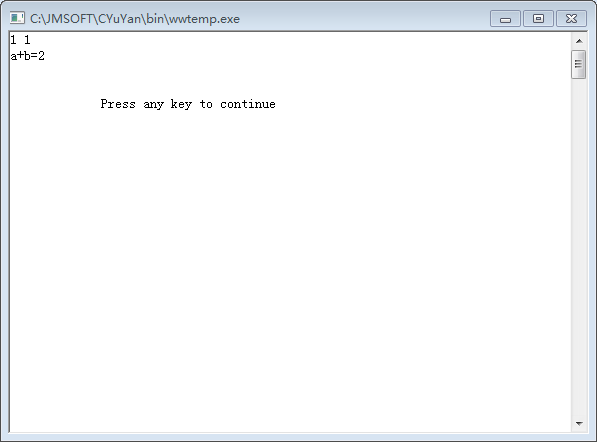 C:\JMSOFT\CYuYan\bin\wwtemp.exe
1 1
a+b=2
Press any key to continue